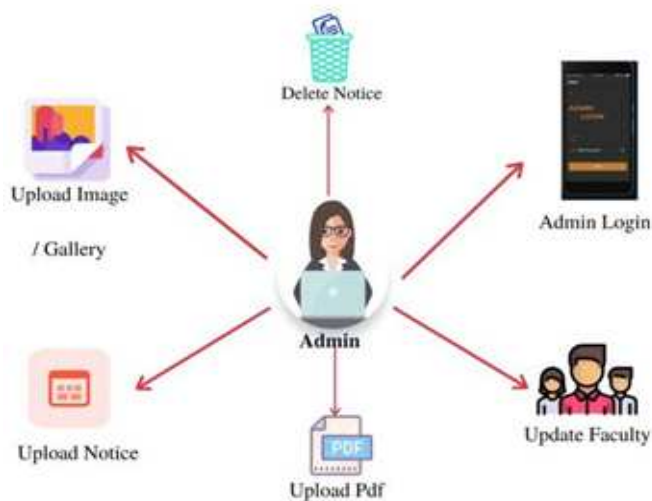 Delete Notice
Upload Image
/ Gallery
Admin Login
Admin
Upload Notice
PDF
Upload Pdf
Update Faculty